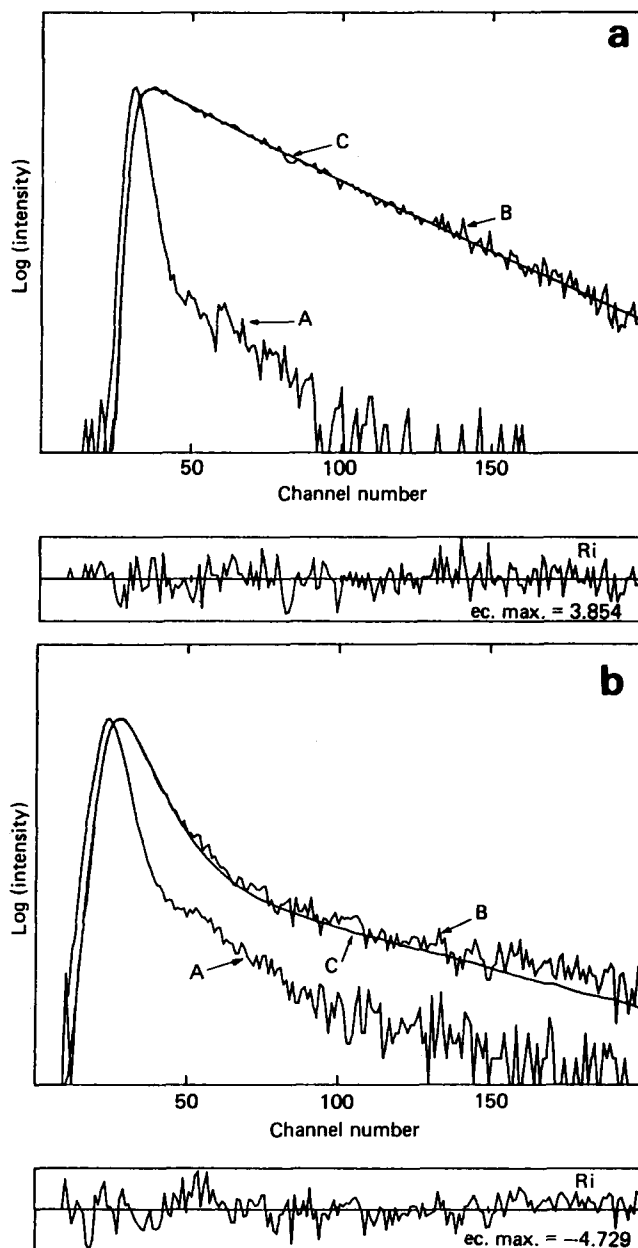 a
Log (intensity)
C
B
A
50 100 150
Channel number
Ri
ec. max. = 3.854
b
Log (intensity)
B
A
C
50 100 150
Channel number
Ri
ec. max. = −4.729